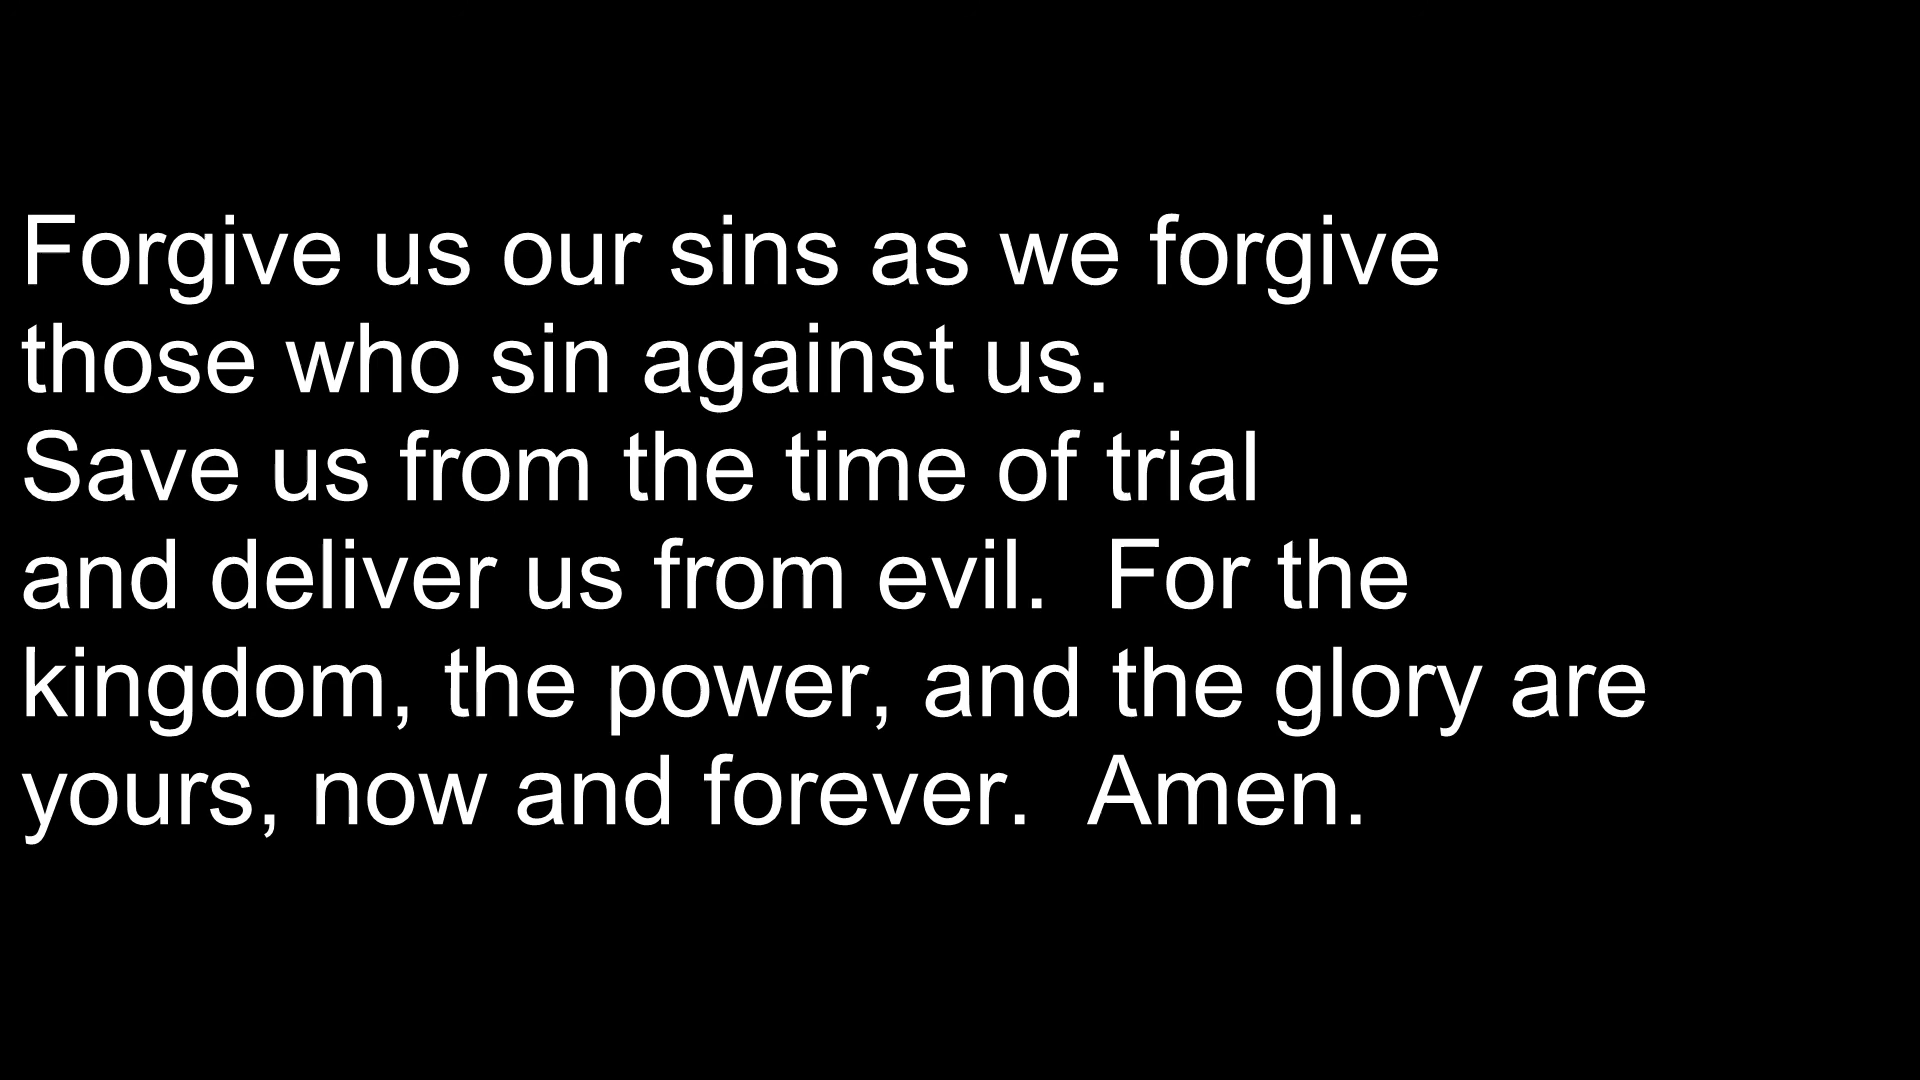 Forgive us our sins as we forgive
those who sin against us.
Save us from the time of trial
and deliver us from evil.  For the
kingdom, the power, and the glory are
yours, now and forever.  Amen.